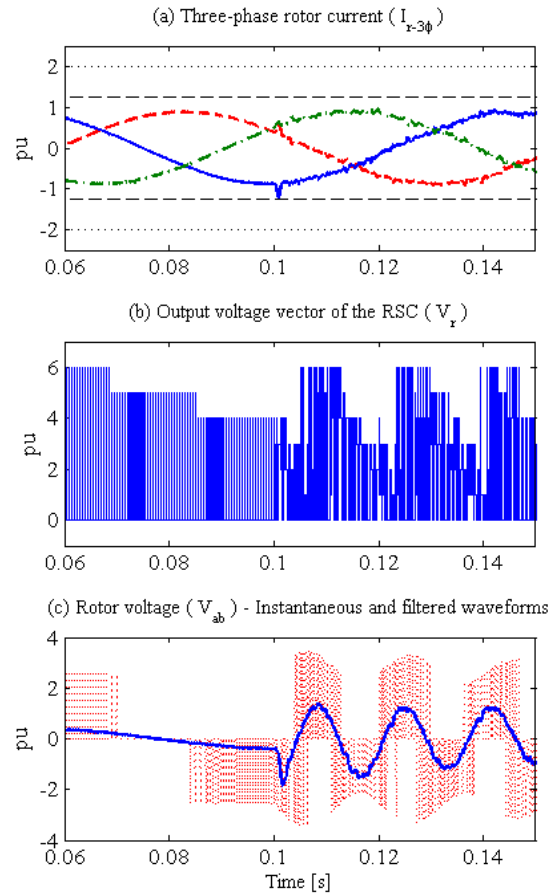 (a) Three-phase rotor current ( I r-3ϕ )
pu
2
1
0
-1
-2
0.06 0.08 0.1 0.12 0.14
(b) Output voltage vector of the RSC ( V r )
pu
6
4
2
0
0.06 0.08 0.1 0.12 0.14
(c) Rotor voltage ( V ab ) - Instantaneous and filtered waveforms
pu
4
2
0
-2
-4
0.06 0.08 0.1 0.12 0.14
Time [s]